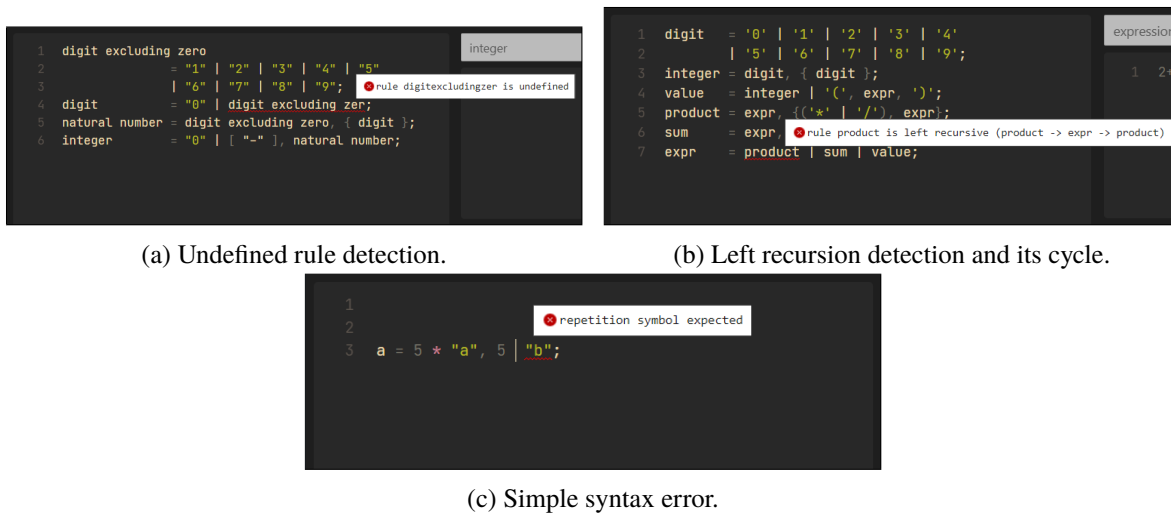 1 digit excluding zero
2 = "1" | "2" | "3" | "4" | "5"
3 | "6" | "7" | "8" | "9";
4 digit = "0" | digit excluding zer;
5 natural number = digit excluding zero, { digit };
6 integer = "0" | [ "-" ], natural number;
integer
rule digitexcludingzer is undefined
(a) Undefined rule detection.
1 digit = '0' | '1' | '2' | '3' | '4'
2 | '5' | '6' | '7' | '8' | '9';
3 integer = digit, { digit };
4 value = integer | '(', expr, ')';
5 product = expr, {('*' | '/'), expr};
6 sum = expr,
7 expr = product | sum | value;
rule product is left recursive (product -> expr -> product)
expression
1 2+
(b) Left recursion detection and its cycle.
1
2
3 a = 5 * "a", 5 "b";
repetition symbol expected
(c) Simple syntax error.